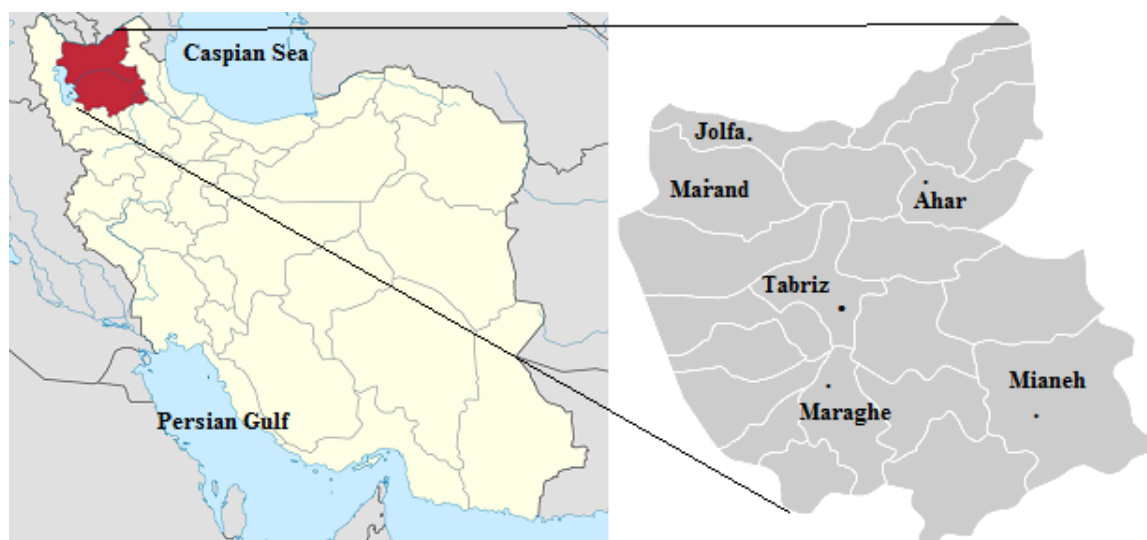 Caspian Sea
Persian Gulf
Jolfa
Marand
Ahar
Tabriz
Mianeh
Maraghe